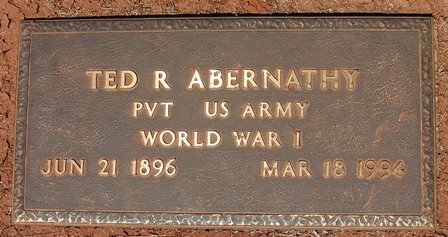 TED R ABERNATHY
PVT US ARMY
WORLD WAR I
JUN 21 1896 MAR 18 1994